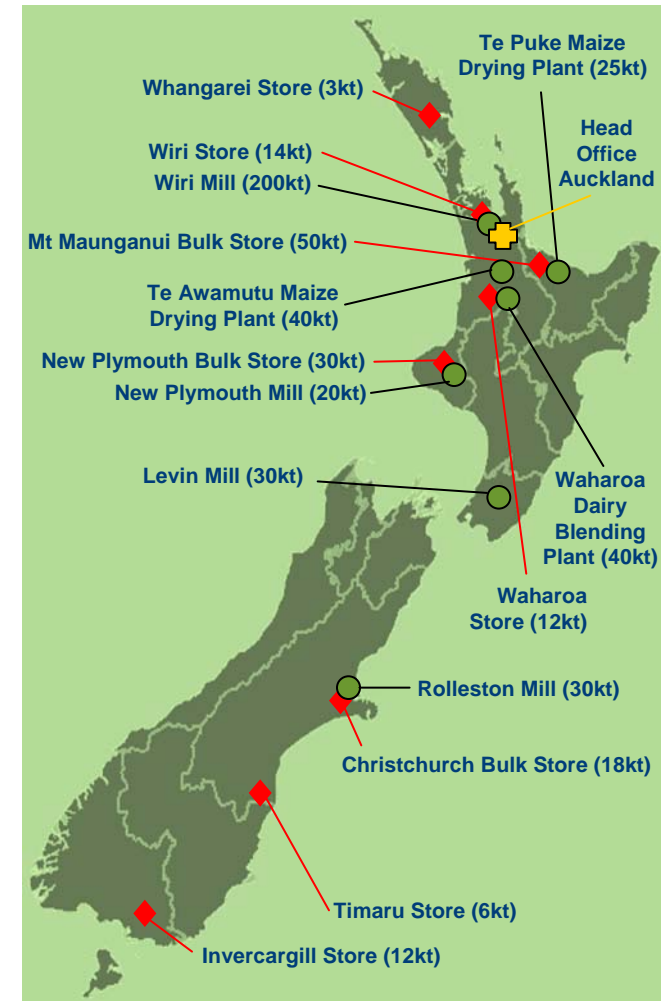 Te Puke Maize
Drying Plant (25kt)
Whangarei Store (3kt)
Head
Office
Auckland
Wiri Store (14kt)
Wiri Mill (200kt)
Mt Maunganui Bulk Store (50kt)
Te Awamutu Maize
Drying Plant (40kt)
New Plymouth Bulk Store (30kt)
New Plymouth Mill (20kt)
Levin Mill (30kt)
Waharoa
Dairy
Blending
Plant (40kt)
Waharoa
Store (12kt)
Rolleston Mill (30kt)
Christchurch Bulk Store (18kt)
Timaru Store (6kt)
Invercargill Store (12kt)